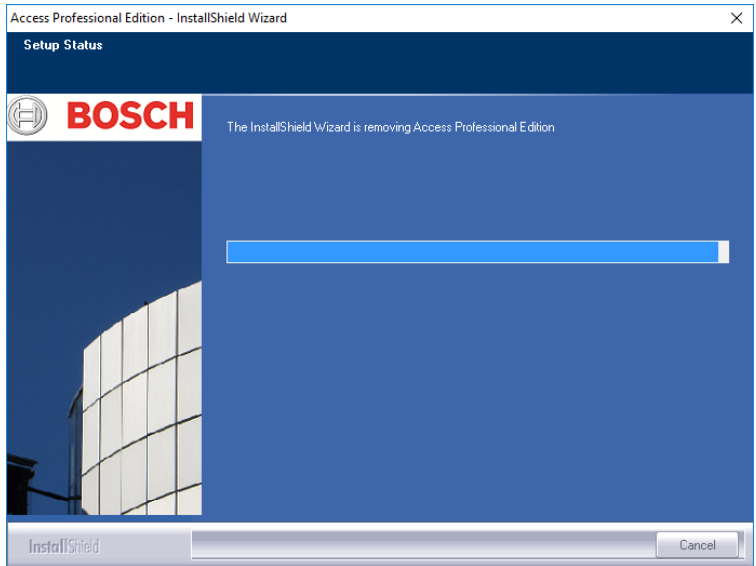 Access Professional Edition - InstallShield Wizard
Setup Status
BOSCH
The InstallShield Wizard is removing Access Professional Edition
InstallShield
Cancel